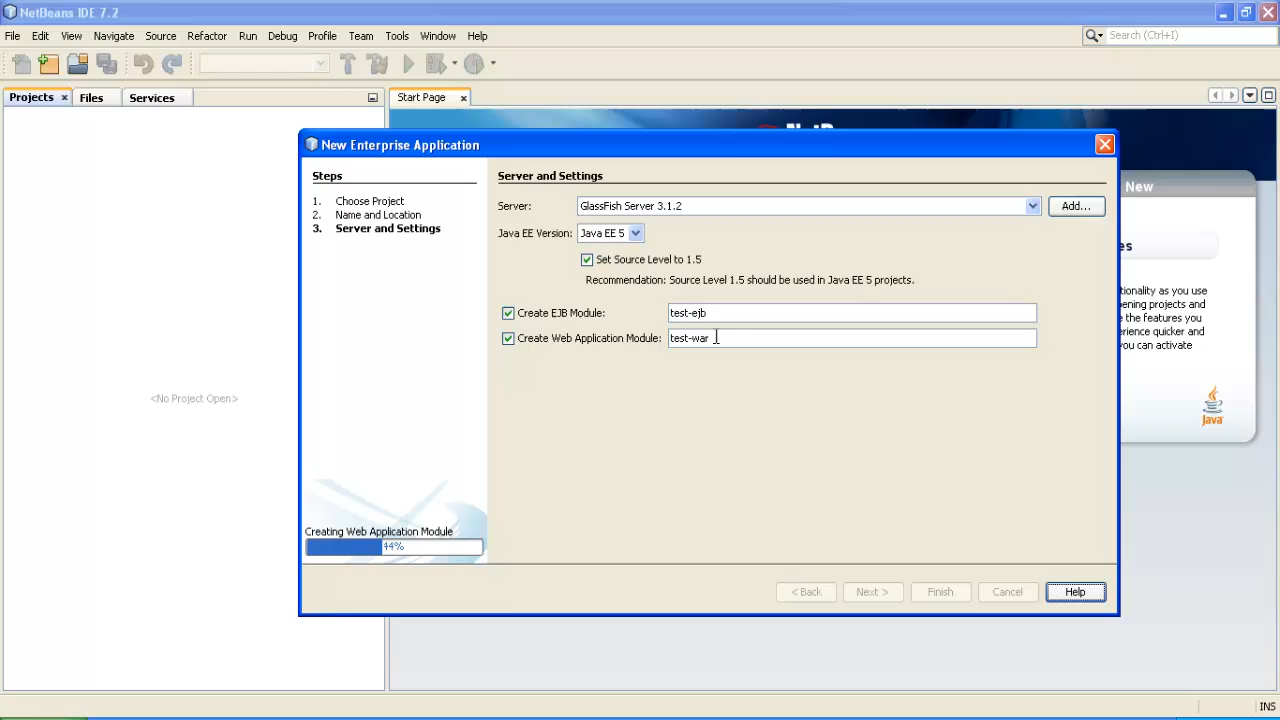 NetBeans IDE 7.2
File Edit View Navigate Source Refactor Run Debug Profile Team Tools Window Help
Search (Ctrl+I)
Projects Files Services
Start Page
New Enterprise Application
Steps
1. Choose Project
2. Name and Location
3. Server and Settings
Server and Settings
Server: GlassFish Server 3.1.2 Add...
Java EE Version: Java EE 5
Set Source Level to 1.5
Recommendation: Source Level 1.5 should be used in Java EE 5 projects.
Create EJB Module: test-ejb
Create Web Application Module: test-war
Creating Web Application Module
44%
< Back Next > Finish Cancel Help
<No Project Open>
New
es
tionality as you use
pening projects and
e the features you
erience quicker and
you can activate
Java
INS